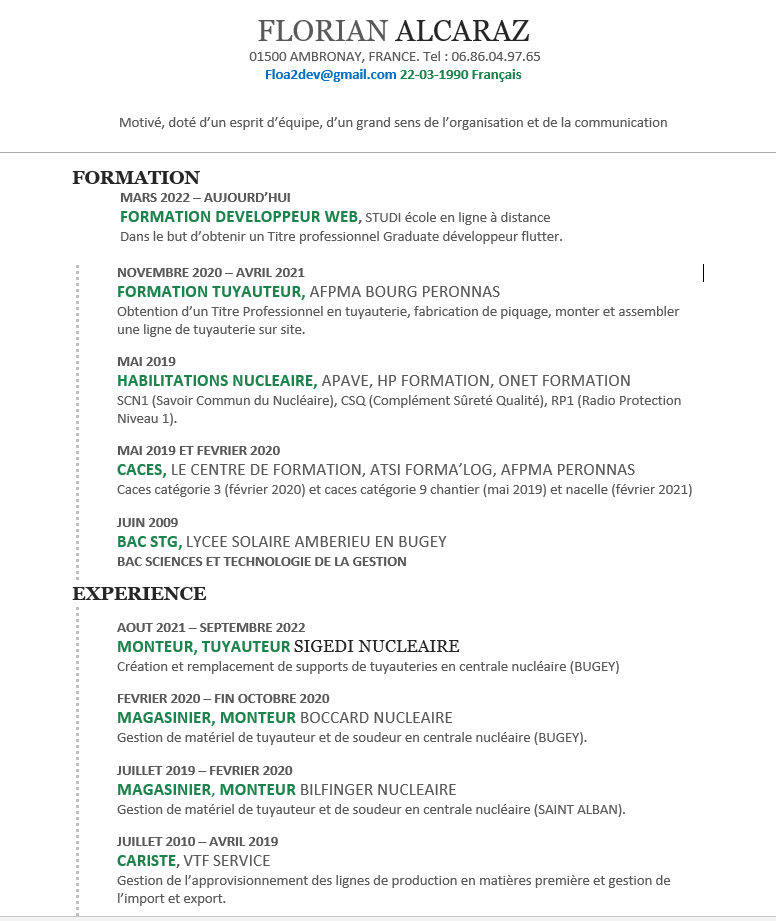 FLORIAN ALCARAZ
01500 AMBRONAY, FRANCE. Tel : 06.86.04.97.65
Floa2dev@gmail.com 22-03-1990 Français
Motivé, doté d’un esprit d’équipe, d’un grand sens de l’organisation et de la communication
FORMATION
MARS 2022 – AUJOURD’HUI
FORMATION DEVELOPPEUR WEB, STUDI école en ligne à distance
Dans le but d’obtenir un Titre professionnel Graduate développeur flutter.
NOVEMBRE 2020 – AVRIL 2021
FORMATION TUYAUTEUR, AFPMA BOURG PERONNAS
Obtention d’un Titre Professionnel en tuyauterie, fabrication de piquage, monter et assembler
une ligne de tuyauterie sur site.
MAI 2019
HABILITATIONS NUCLEAIRE, APAVE, HP FORMATION, ONET FORMATION
SCN1 (Savoir Commun du Nucléaire), CSQ (Complément Sûreté Qualité), RP1 (Radio Protection
Niveau 1).
MAI 2019 ET FEVRIER 2020
CACES, LE CENTRE DE FORMATION, ATSI FORMA’LOG, AFPMA PERONNAS
Caces catégorie 3 (février 2020) et caces catégorie 9 chantier (mai 2019) et nacelle (février 2021)
JUIN 2009
BAC STG, LYCEE SOLAIRE AMBERIEU EN BUGEY
BAC SCIENCES ET TECHNOLOGIE DE LA GESTION
EXPERIENCE
AOUT 2021 – SEPTEMBRE 2022
MONTEUR, TUYAUTEUR SIGEDI NUCLEAIRE
Création et remplacement de supports de tuyauteries en centrale nucléaire (BUGEY)
FEVRIER 2020 – FIN OCTOBRE 2020
MAGASINIER, MONTEUR BOCCARD NUCLEAIRE
Gestion de matériel de tuyauteur et de soudeur en centrale nucléaire (BUGEY).
JUILLET 2019 – FEVRIER 2020
MAGASINIER, MONTEUR BILFINGER NUCLEAIRE
Gestion de matériel de tuyauteur et de soudeur en centrale nucléaire (SAINT ALBAN).
JUILLET 2010 – AVRIL 2019
CARISTE, VTF SERVICE
Gestion de l’approvisionnement des lignes de production en matières première et gestion de
l’import et export.